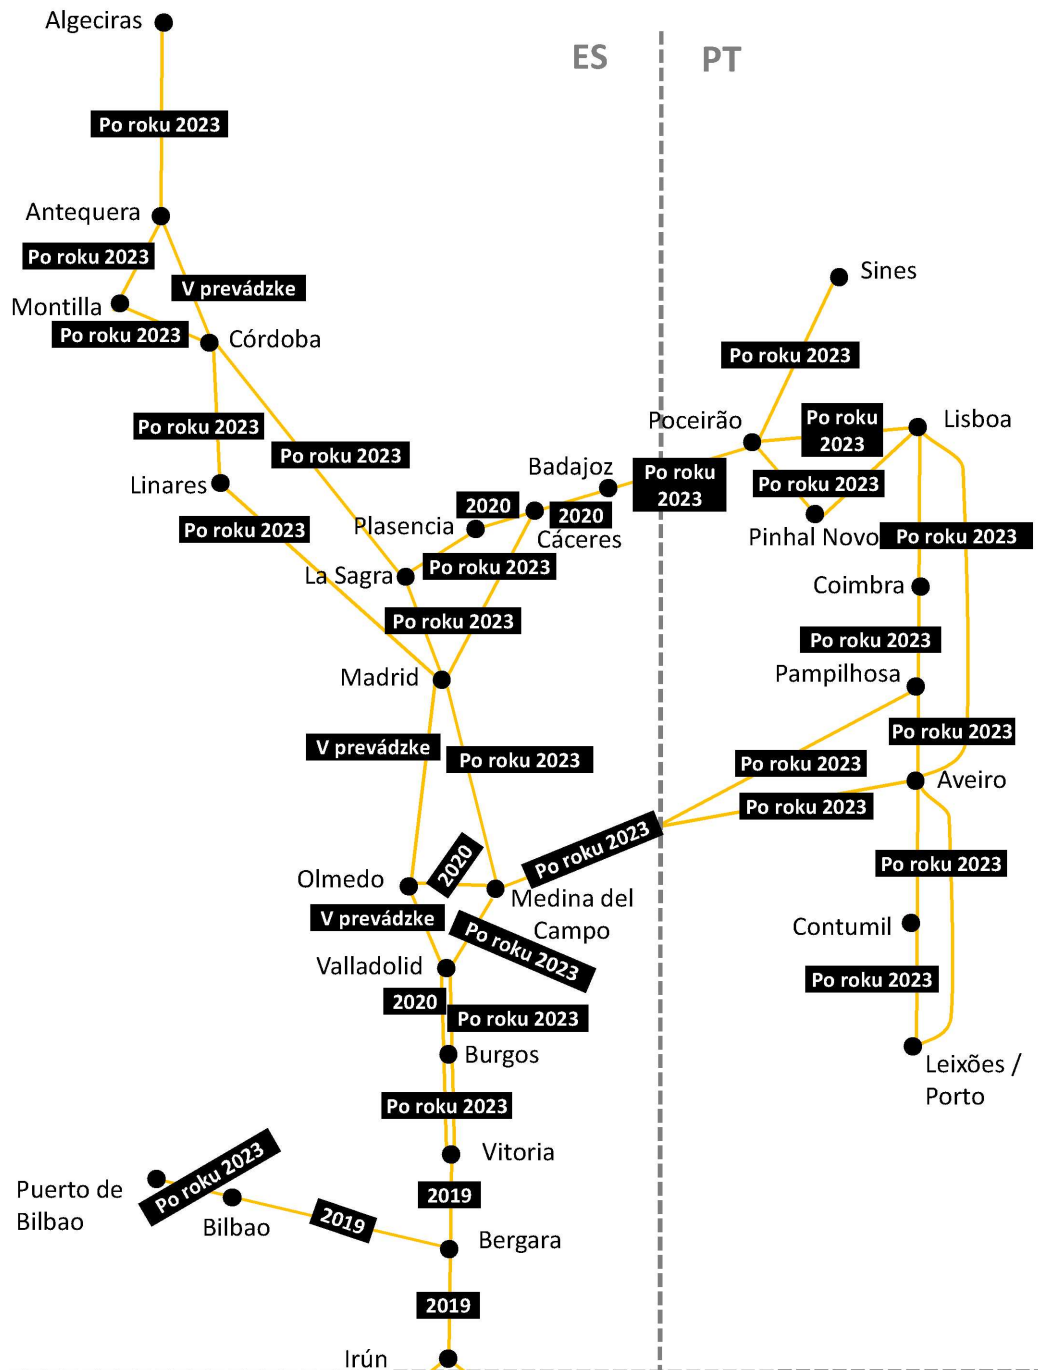 Algeciras
ES
PT
Po roku 2023
Antequera
Po roku 2023
V prevádzke
Sines
Montilla
Po roku 2023
Córdoba
Po roku 2023
Po roku 2023
Po roku 2023
Poceirão
Po roku
2023
Lisboa
Badajoz
Po roku
2023
Po roku 2023
Linares
2020
2020
Po roku 2023
Plasencia
Cáceres
Pinhal Novo
Po roku 2023
Po roku 2023
La Sagra
Coimbra
Po roku 2023
Po roku 2023
Madrid
Pampilhosa
V prevádzke
Po roku 2023
Po roku 2023
Po roku 2023
Aveiro
Po roku 2023
Po roku 2023
2020
Po roku 2023
Olmedo
Medina del
Campo
V prevádzke
Po roku 2023
Contumil
Valladolid
Po roku 2023
2020
Po roku 2023
Burgos
Leixões /
Porto
Po roku 2023
Vitoria
Po roku 2023
Puerto de
Bilbao
2019
2019
Bilbao
Bergara
2019
Irún